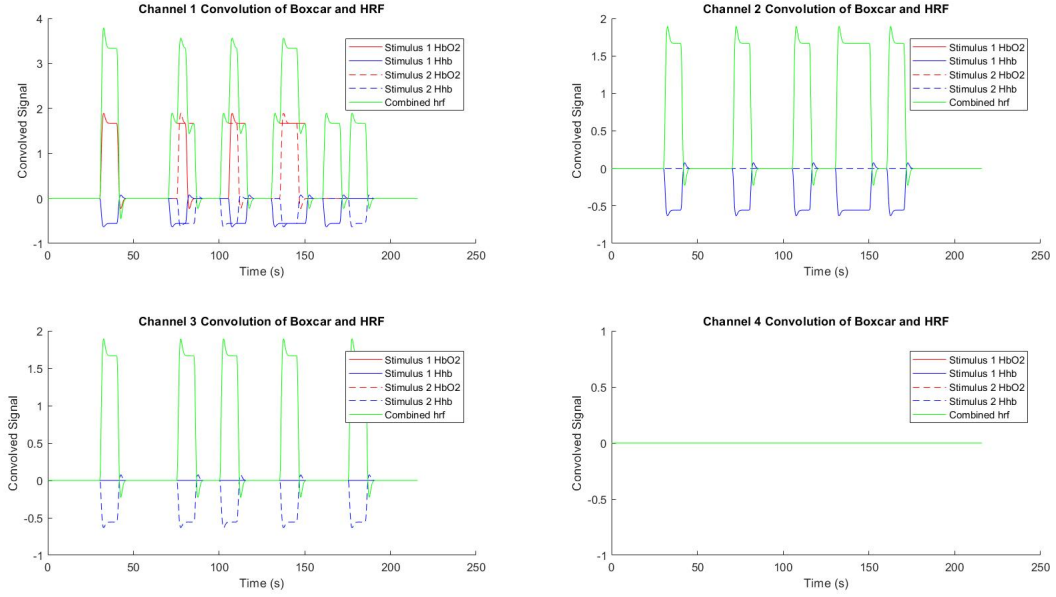 Channel 1 Convolution of Boxcar and HRF
4
3
2
1
0
-1
Convolved Signal
0
50
100
150
200
250
Time (s)
Stimulus 1 HbO2
Stimulus 1 Hhb
Stimulus 2 HbO2
Stimulus 2 Hhb
Combined hrf
Channel 2 Convolution of Boxcar and HRF
2
1.5
1
0.5
0
-0.5
-1
Convolved Signal
0
50
100
150
200
250
Time (s)
Stimulus 1 HbO2
Stimulus 1 Hhb
Stimulus 2 HbO2
Stimulus 2 Hhb
Combined hrf
Channel 3 Convolution of Boxcar and HRF
2
1.5
1
0.5
0
-0.5
-1
Convolved Signal
0
50
100
150
200
250
Time (s)
Stimulus 1 HbO2
Stimulus 1 Hhb
Stimulus 2 HbO2
Stimulus 2 Hhb
Combined hrf
Channel 4 Convolution of Boxcar and HRF
1
0.5
0
-0.5
-1
Convolved Signal
0
50
100
150
200
250
Time (s)
Stimulus 1 HbO2
Stimulus 1 Hhb
Stimulus 2 HbO2
Stimulus 2 Hhb
Combined hrf